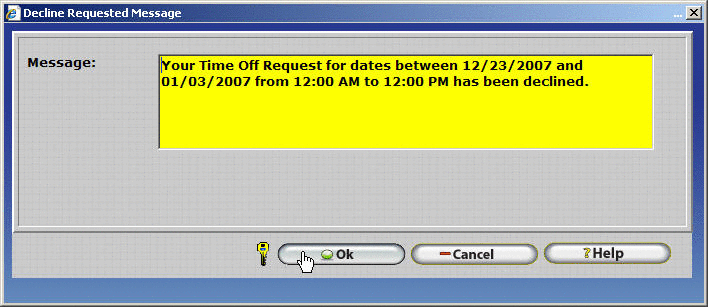 Decline Requested Message
Message:
Your Time Off Request for dates between 12/23/2007 and
01/03/2007 from 12:00 AM to 12:00 PM has been declined.
Ok
Cancel
? Help